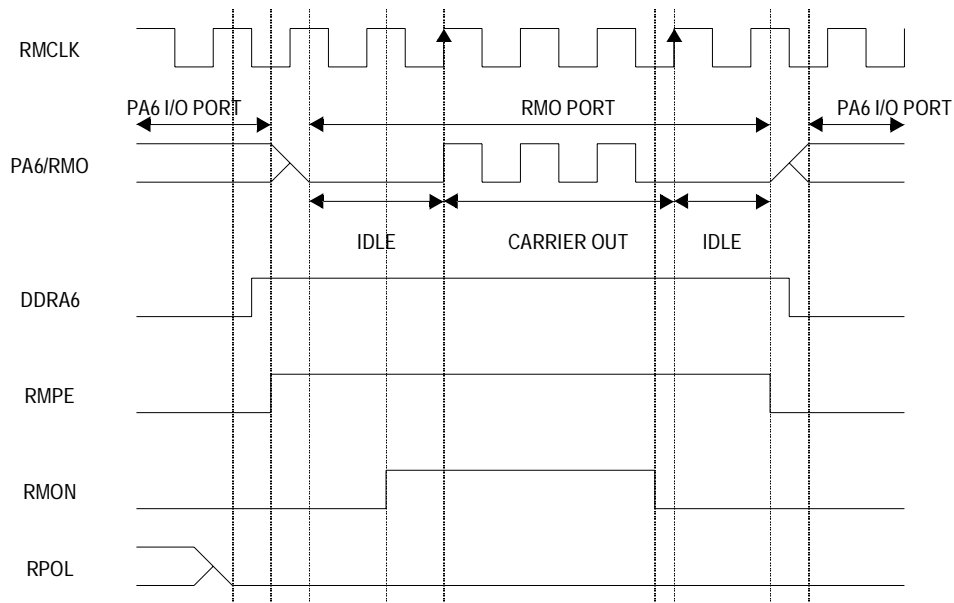 RMCLK
PA6 I/O PORT
RMO PORT
PA6 I/O PORT
PA6/RMO
IDLE
CARRIER OUT
IDLE
DDRA6
RMPE
RMON
RPOL